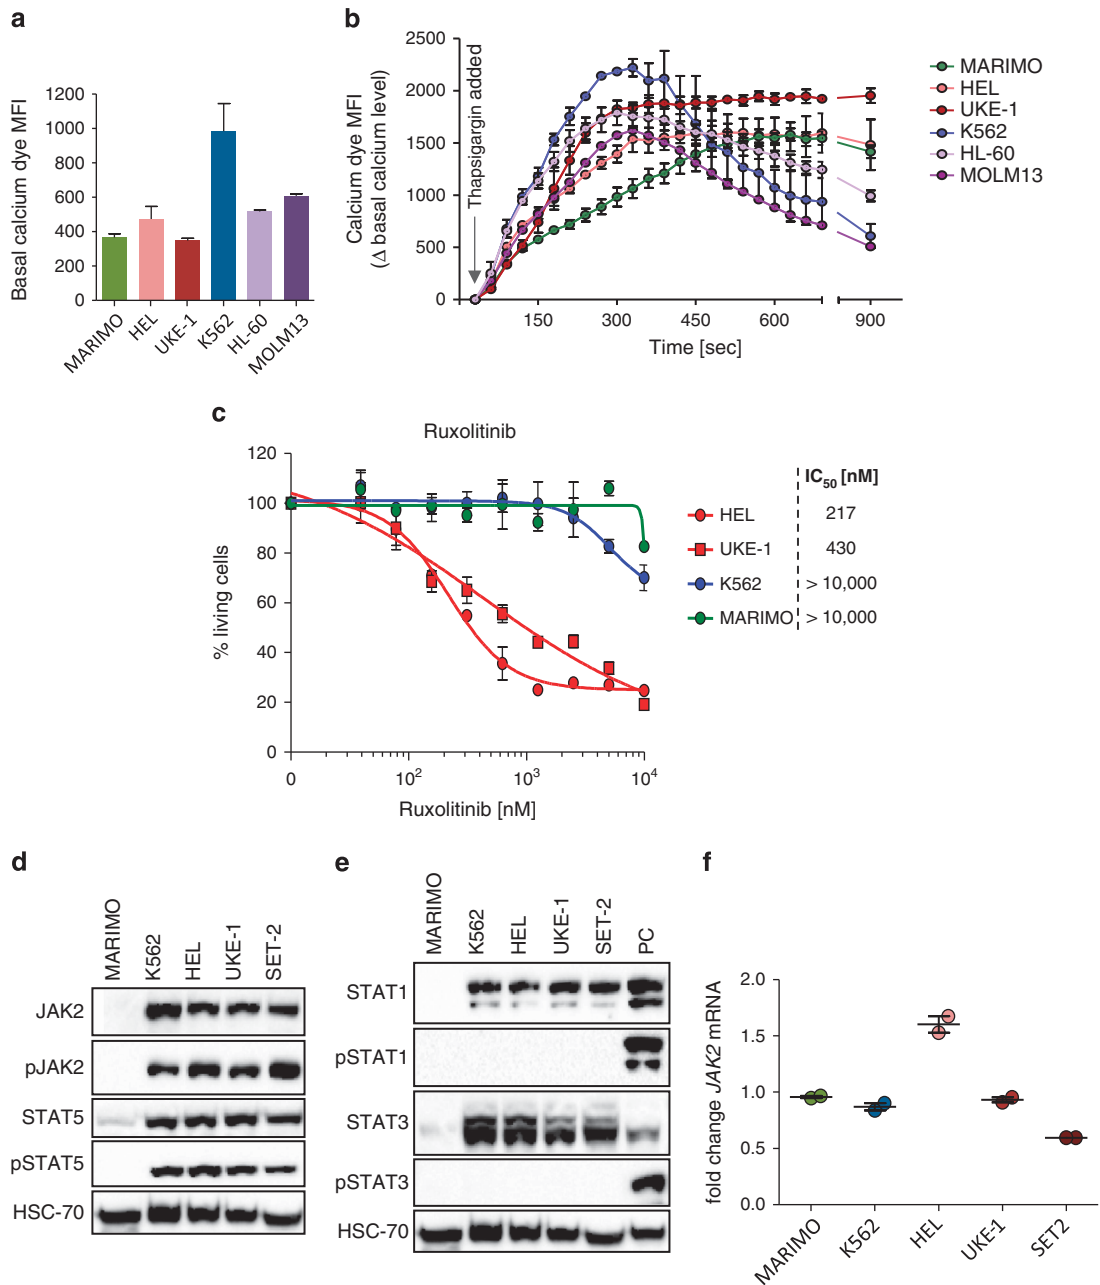 a
Basal calcium dye MFI
1200
1000
800
600
400
200
0
MARIMO
HEL
UKE-1
K562
HL-60
MOLM13
b
Calcium dye MFI
(Δ basal calcium level)
2500
2000
1500
1000
500
0
Thapsigargin added
150
300
450
600
900
Time [sec]
MARIMO
HEL
UKE-1
K562
HL-60
MOLM13
c
Ruxolitinib
% living cells
120
100
80
60
40
20
0
0
10²
10³
10⁴
Ruxolitinib [nM]
IC₅₀ [nM]
HEL 217
UKE-1 430
K562 > 10,000
MARIMO > 10,000
d
MARIMO
K562
HEL
UKE-1
SET-2
JAK2
pJAK2
STAT5
pSTAT5
HSC-70
e
MARIMO
K562
HEL
UKE-1
SET-2
PC
STAT1
pSTAT1
STAT3
pSTAT3
HSC-70
f
fold change JAK2 mRNA
2.0
1.5
1.0
0.5
0.0
MARIMO
K562
HEL
UKE-1
SET2